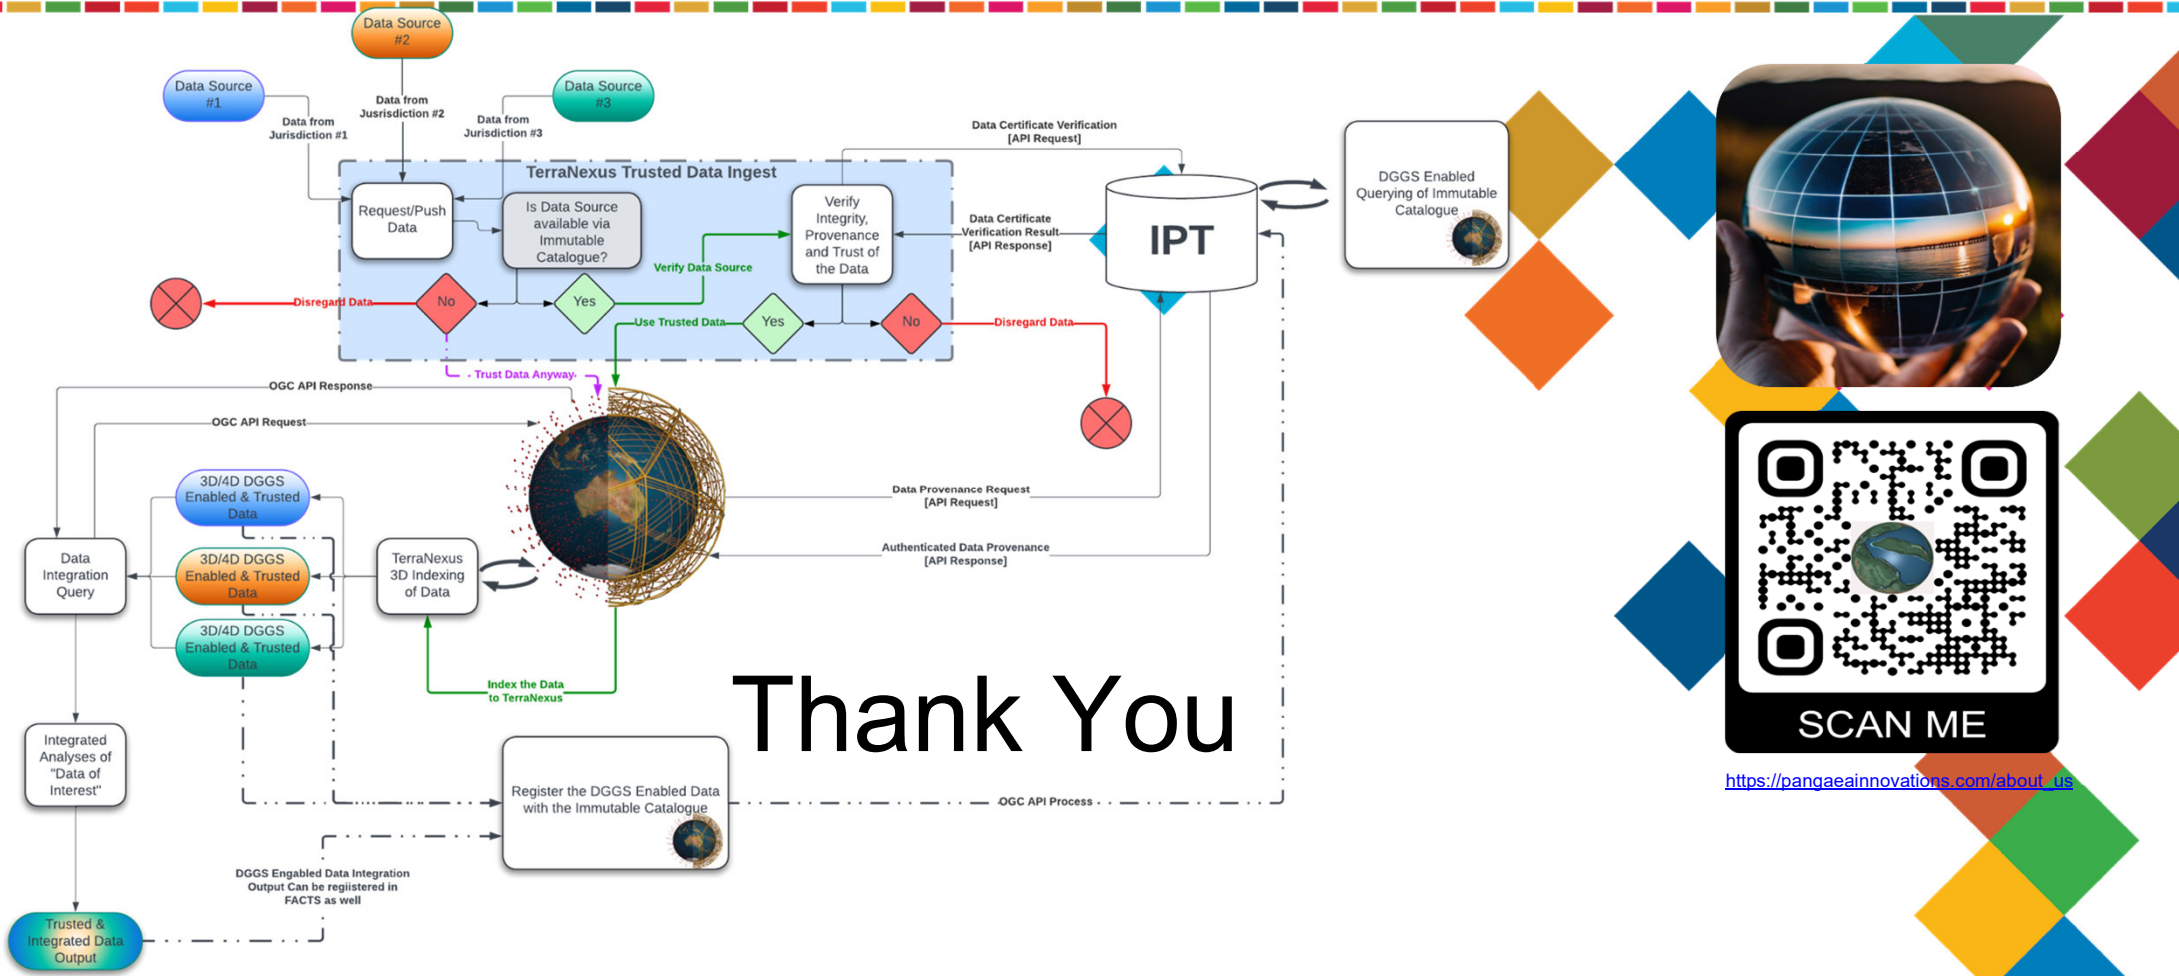 Data Source
#2
Data Source
#1
Data Source
#3
Data from
Jusrisdiction #2
Data from
Jurisdiction #1
Data from
Jurisdiction #3
TerraNexus Trusted Data Ingest
Request/Push
Data
Is Data Source
available via
Immutable
Catalogue?
Verify
Integrity,
Provenance
and Trust of
the Data
Verify Data Source
No
Yes
Disregard Data
Use Trusted Data
Yes
No
Disregard Data
Trust Data Anyway
Data Certificate Verification
[API Request]
Data Certificate
Verification Result
[API Response]
IPT
DGGS Enabled
Querying of Immutable
Catalogue
OGC API Response
OGC API Request
3D/4D DGGS
Enabled & Trusted
Data
3D/4D DGGS
Enabled & Trusted
Data
3D/4D DGGS
Enabled & Trusted
Data
Data
Integration
Query
TerraNexus
3D Indexing
of Data
Data Provenance Request
[API Request]
Authenticated Data Provenance
[API Response]
Index the Data
to TerraNexus
Thank You
Integrated
Analyses of
"Data of
Interest"
Register the DGGS Enabled Data
with the Immutable Catalogue
OGC API Process
DGGS Engabled Data Integration
Output Can be regiistered in
FACTS as well
Trusted &
Integrated Data
Output
SCAN ME
https://pangaeainnovations.com/about_us